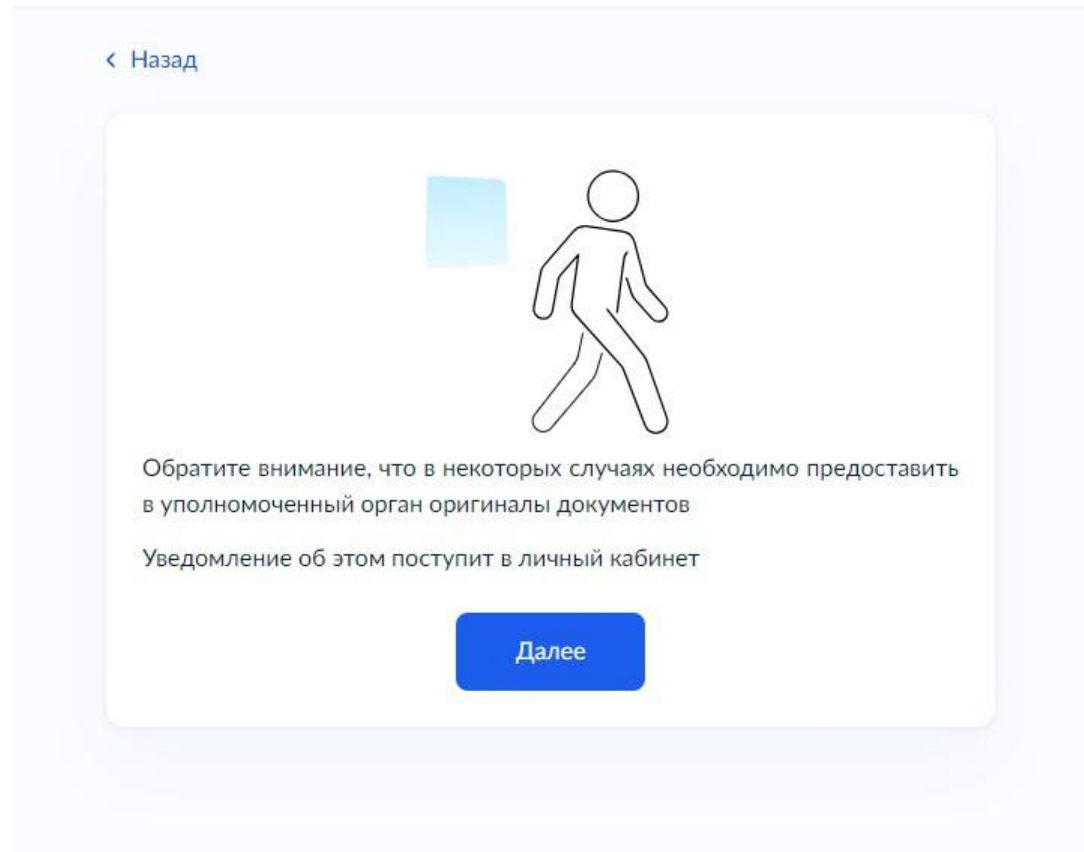 Назад
Обратите внимание, что в некоторых случаях необходимо предоставить
в уполномоченный орган оригиналы документов
Уведомление об этом поступит в личный кабинет
Далее